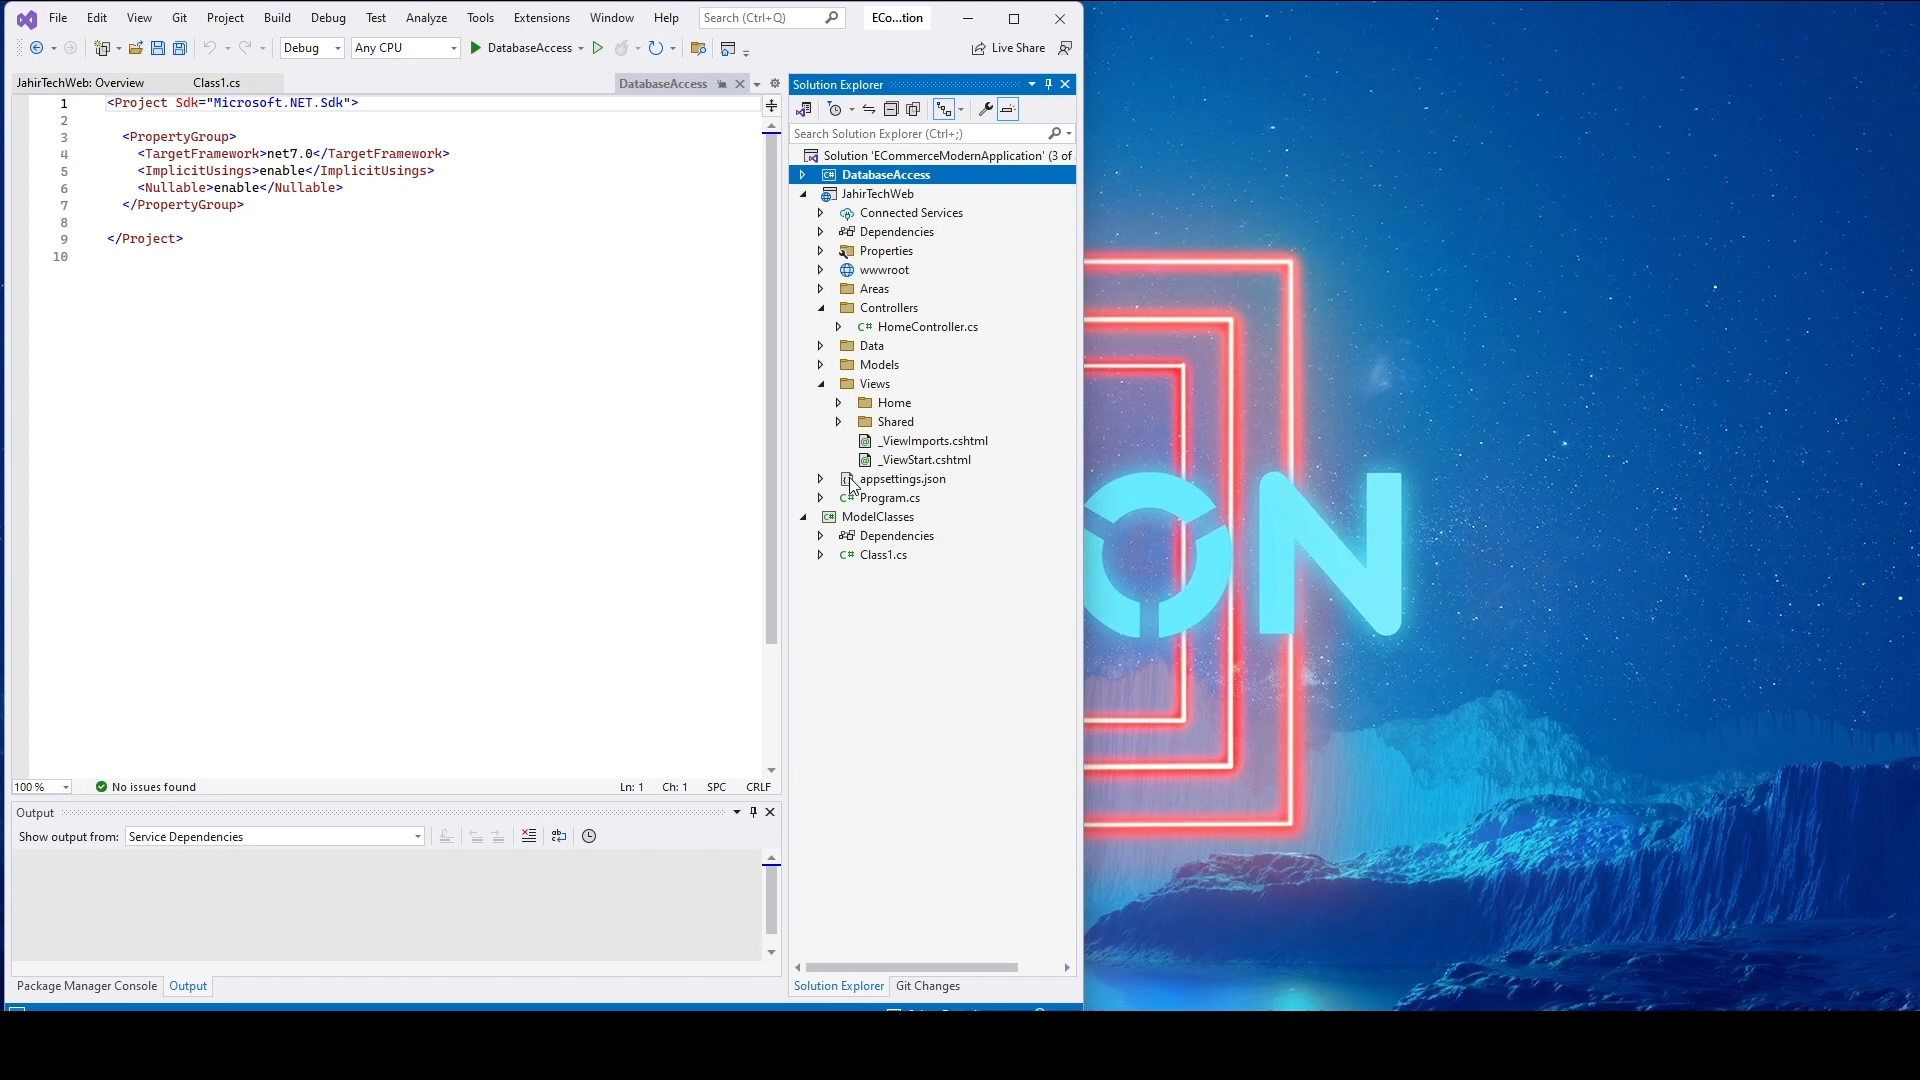 File Edit View Git Project Build Debug Test Analyze Tools Extensions Window Help Search (Ctrl+Q) ECo...tion
Debug Any CPU DatabaseAccess Live Share
JahirTechWeb: Overview Class1.cs DatabaseAccess
1 <Project Sdk="Microsoft.NET.Sdk">
2
3 <PropertyGroup>
4 <TargetFramework>net7.0</TargetFramework>
5 <ImplicitUsings>enable</ImplicitUsings>
6 <Nullable>enable</Nullable>
7 </PropertyGroup>
8
9 </Project>
10
100 % No issues found Ln: 1 Ch: 1 SPC CRLF
Output
Show output from: Service Dependencies
Package Manager Console Output
Solution Explorer
Search Solution Explorer (Ctrl+;)
Solution 'ECommerceModernApplication' (3 of
DatabaseAccess
JahirTechWeb
Connected Services
Dependencies
Properties
wwwroot
Areas
Controllers
C# HomeController.cs
Data
Models
Views
Home
Shared
_ViewImports.cshtml
_ViewStart.cshtml
appsettings.json
C# Program.cs
ModelClasses
Dependencies
C# Class1.cs
Solution Explorer Git Changes
ON